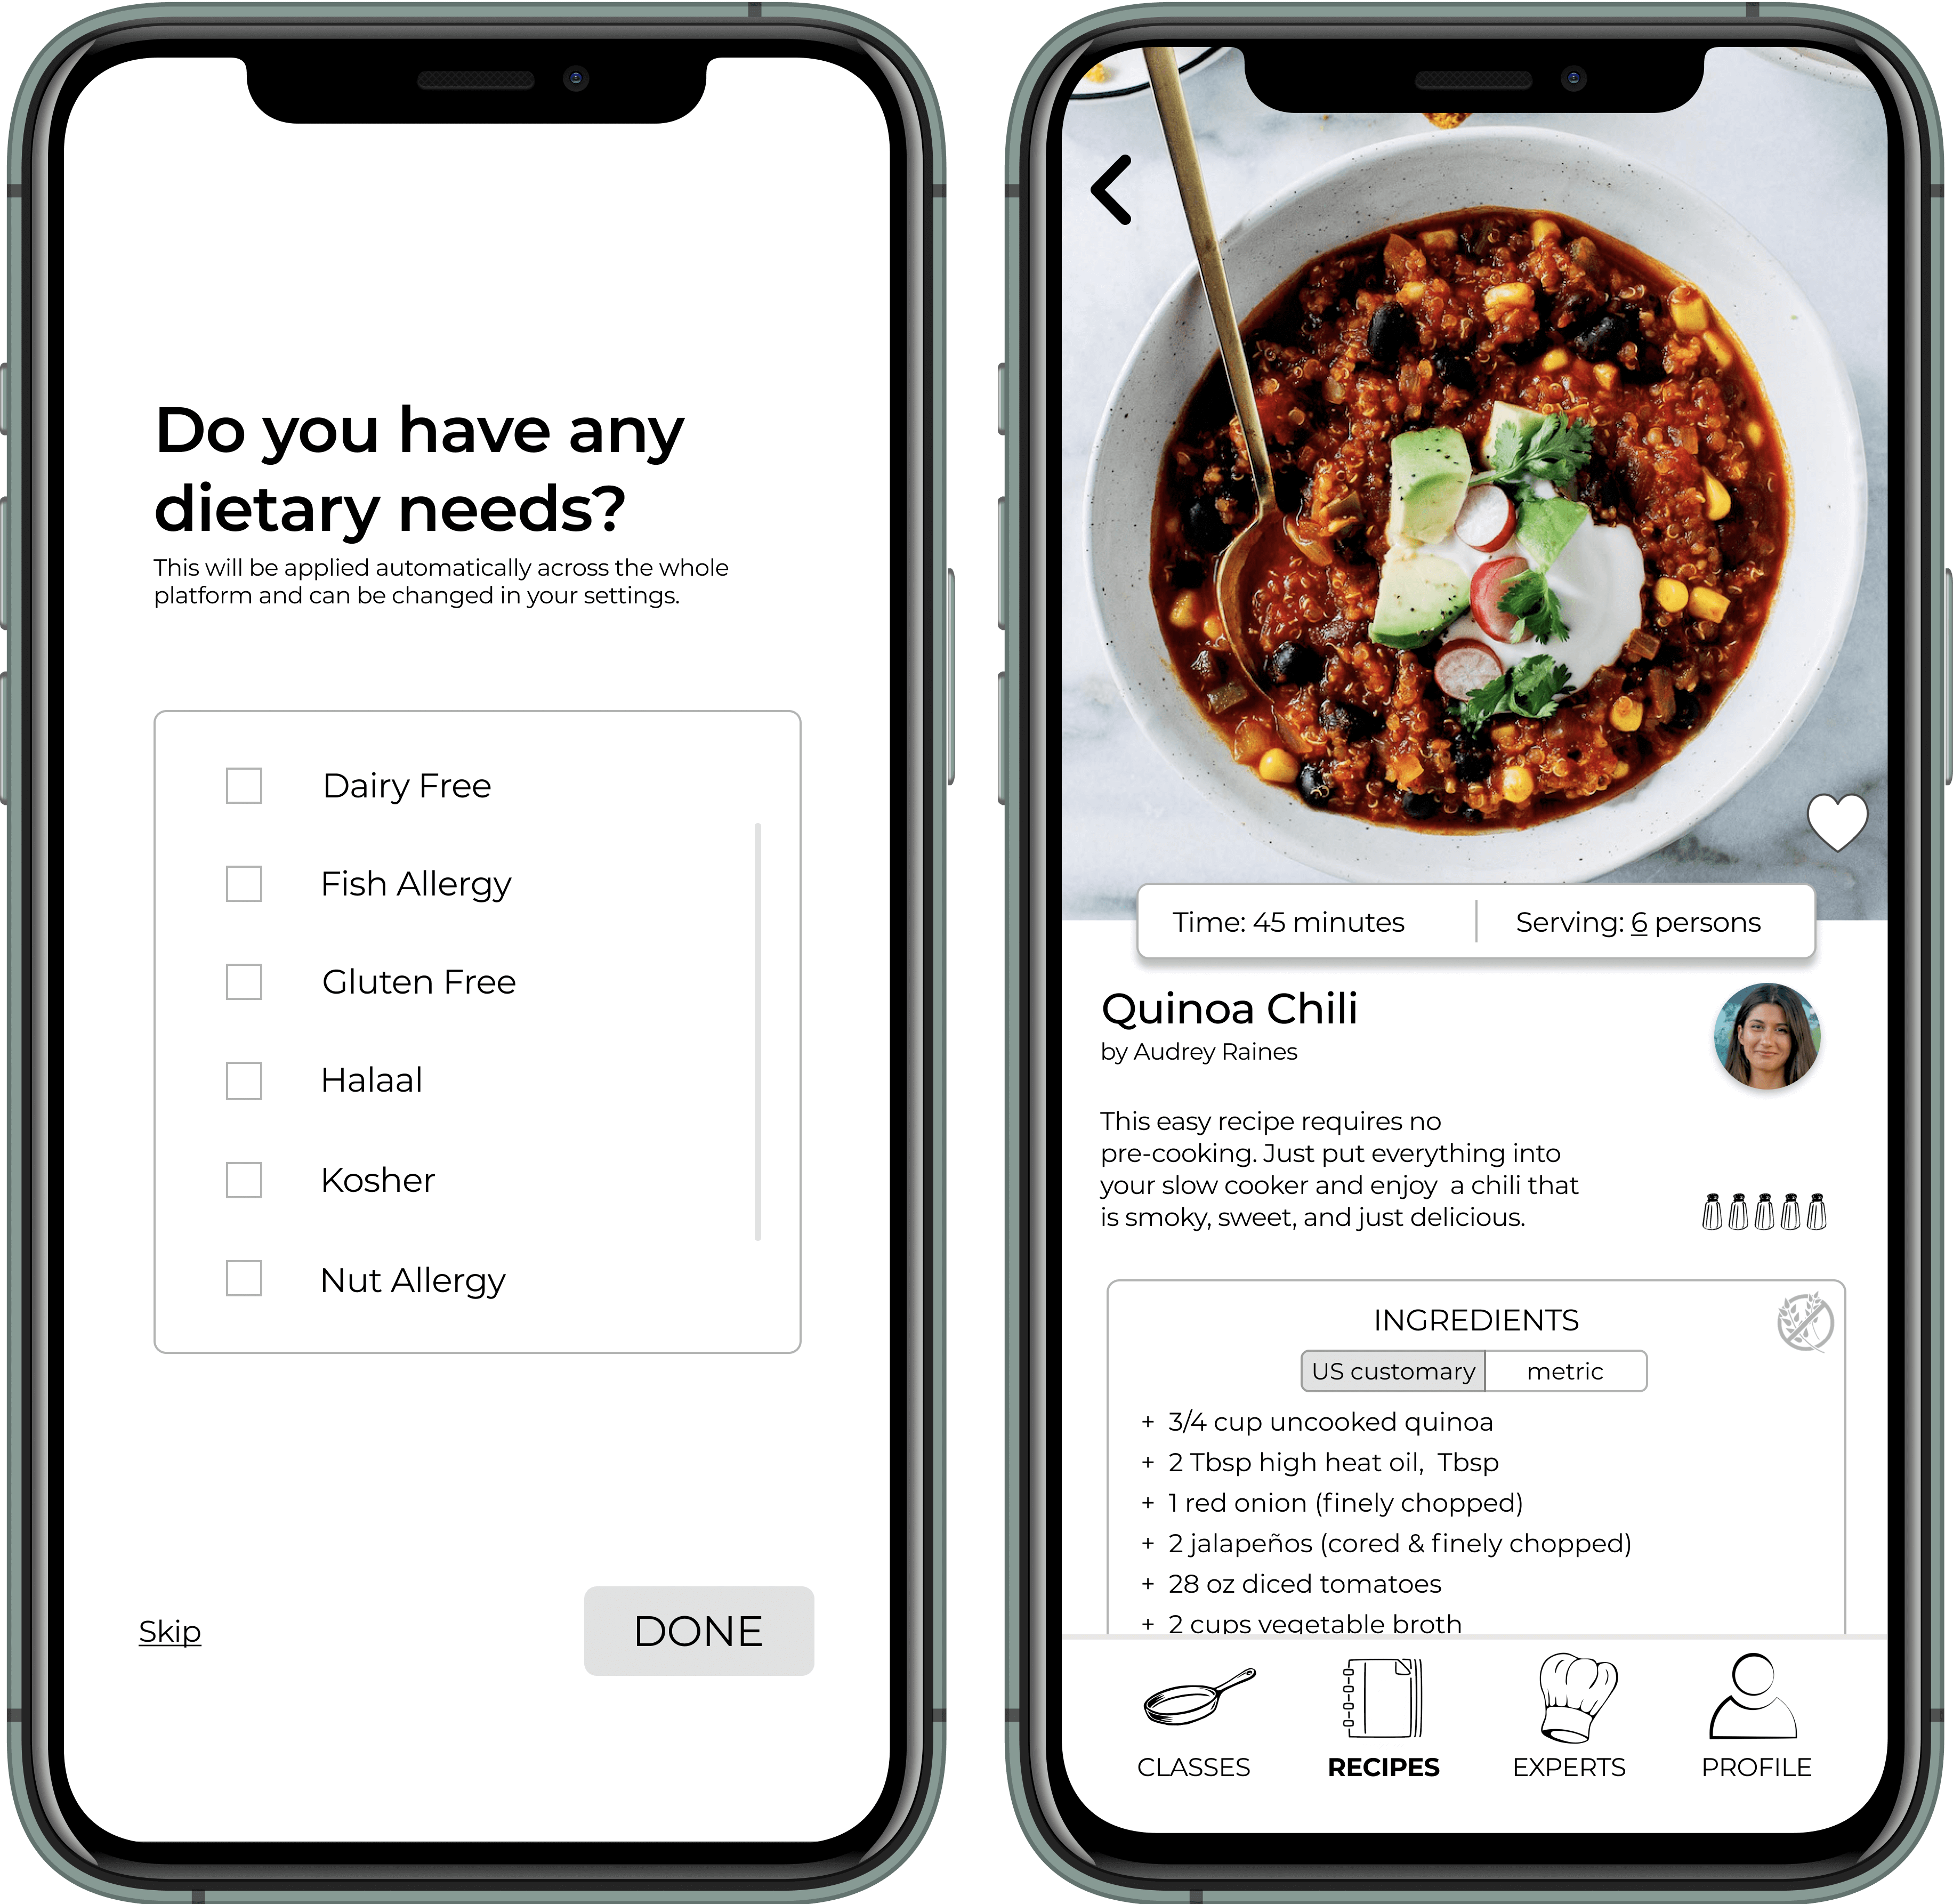 Do you have any
dietary needs?
This will be applied automatically across the whole
platform and can be changed in your settings.
Dairy Free
Fish Allergy
Gluten Free
Halaal
Kosher
Nut Allergy
Skip
DONE
Time: 45 minutes
Serving: 6 persons
Quinoa Chili
by Audrey Raines
This easy recipe requires no
pre-cooking. Just put everything into
your slow cooker and enjoy  a chili that
is smoky, sweet, and just delicious.
INGREDIENTS
US customary
metric
+ 3/4 cup uncooked quinoa
+ 2 Tbsp high heat oil,  Tbsp
+ 1 red onion (finely chopped)
+ 2 jalapeños (cored & finely chopped)
+ 28 oz diced tomatoes
+ 2 cups vegetable broth
CLASSES
RECIPES
EXPERTS
PROFILE